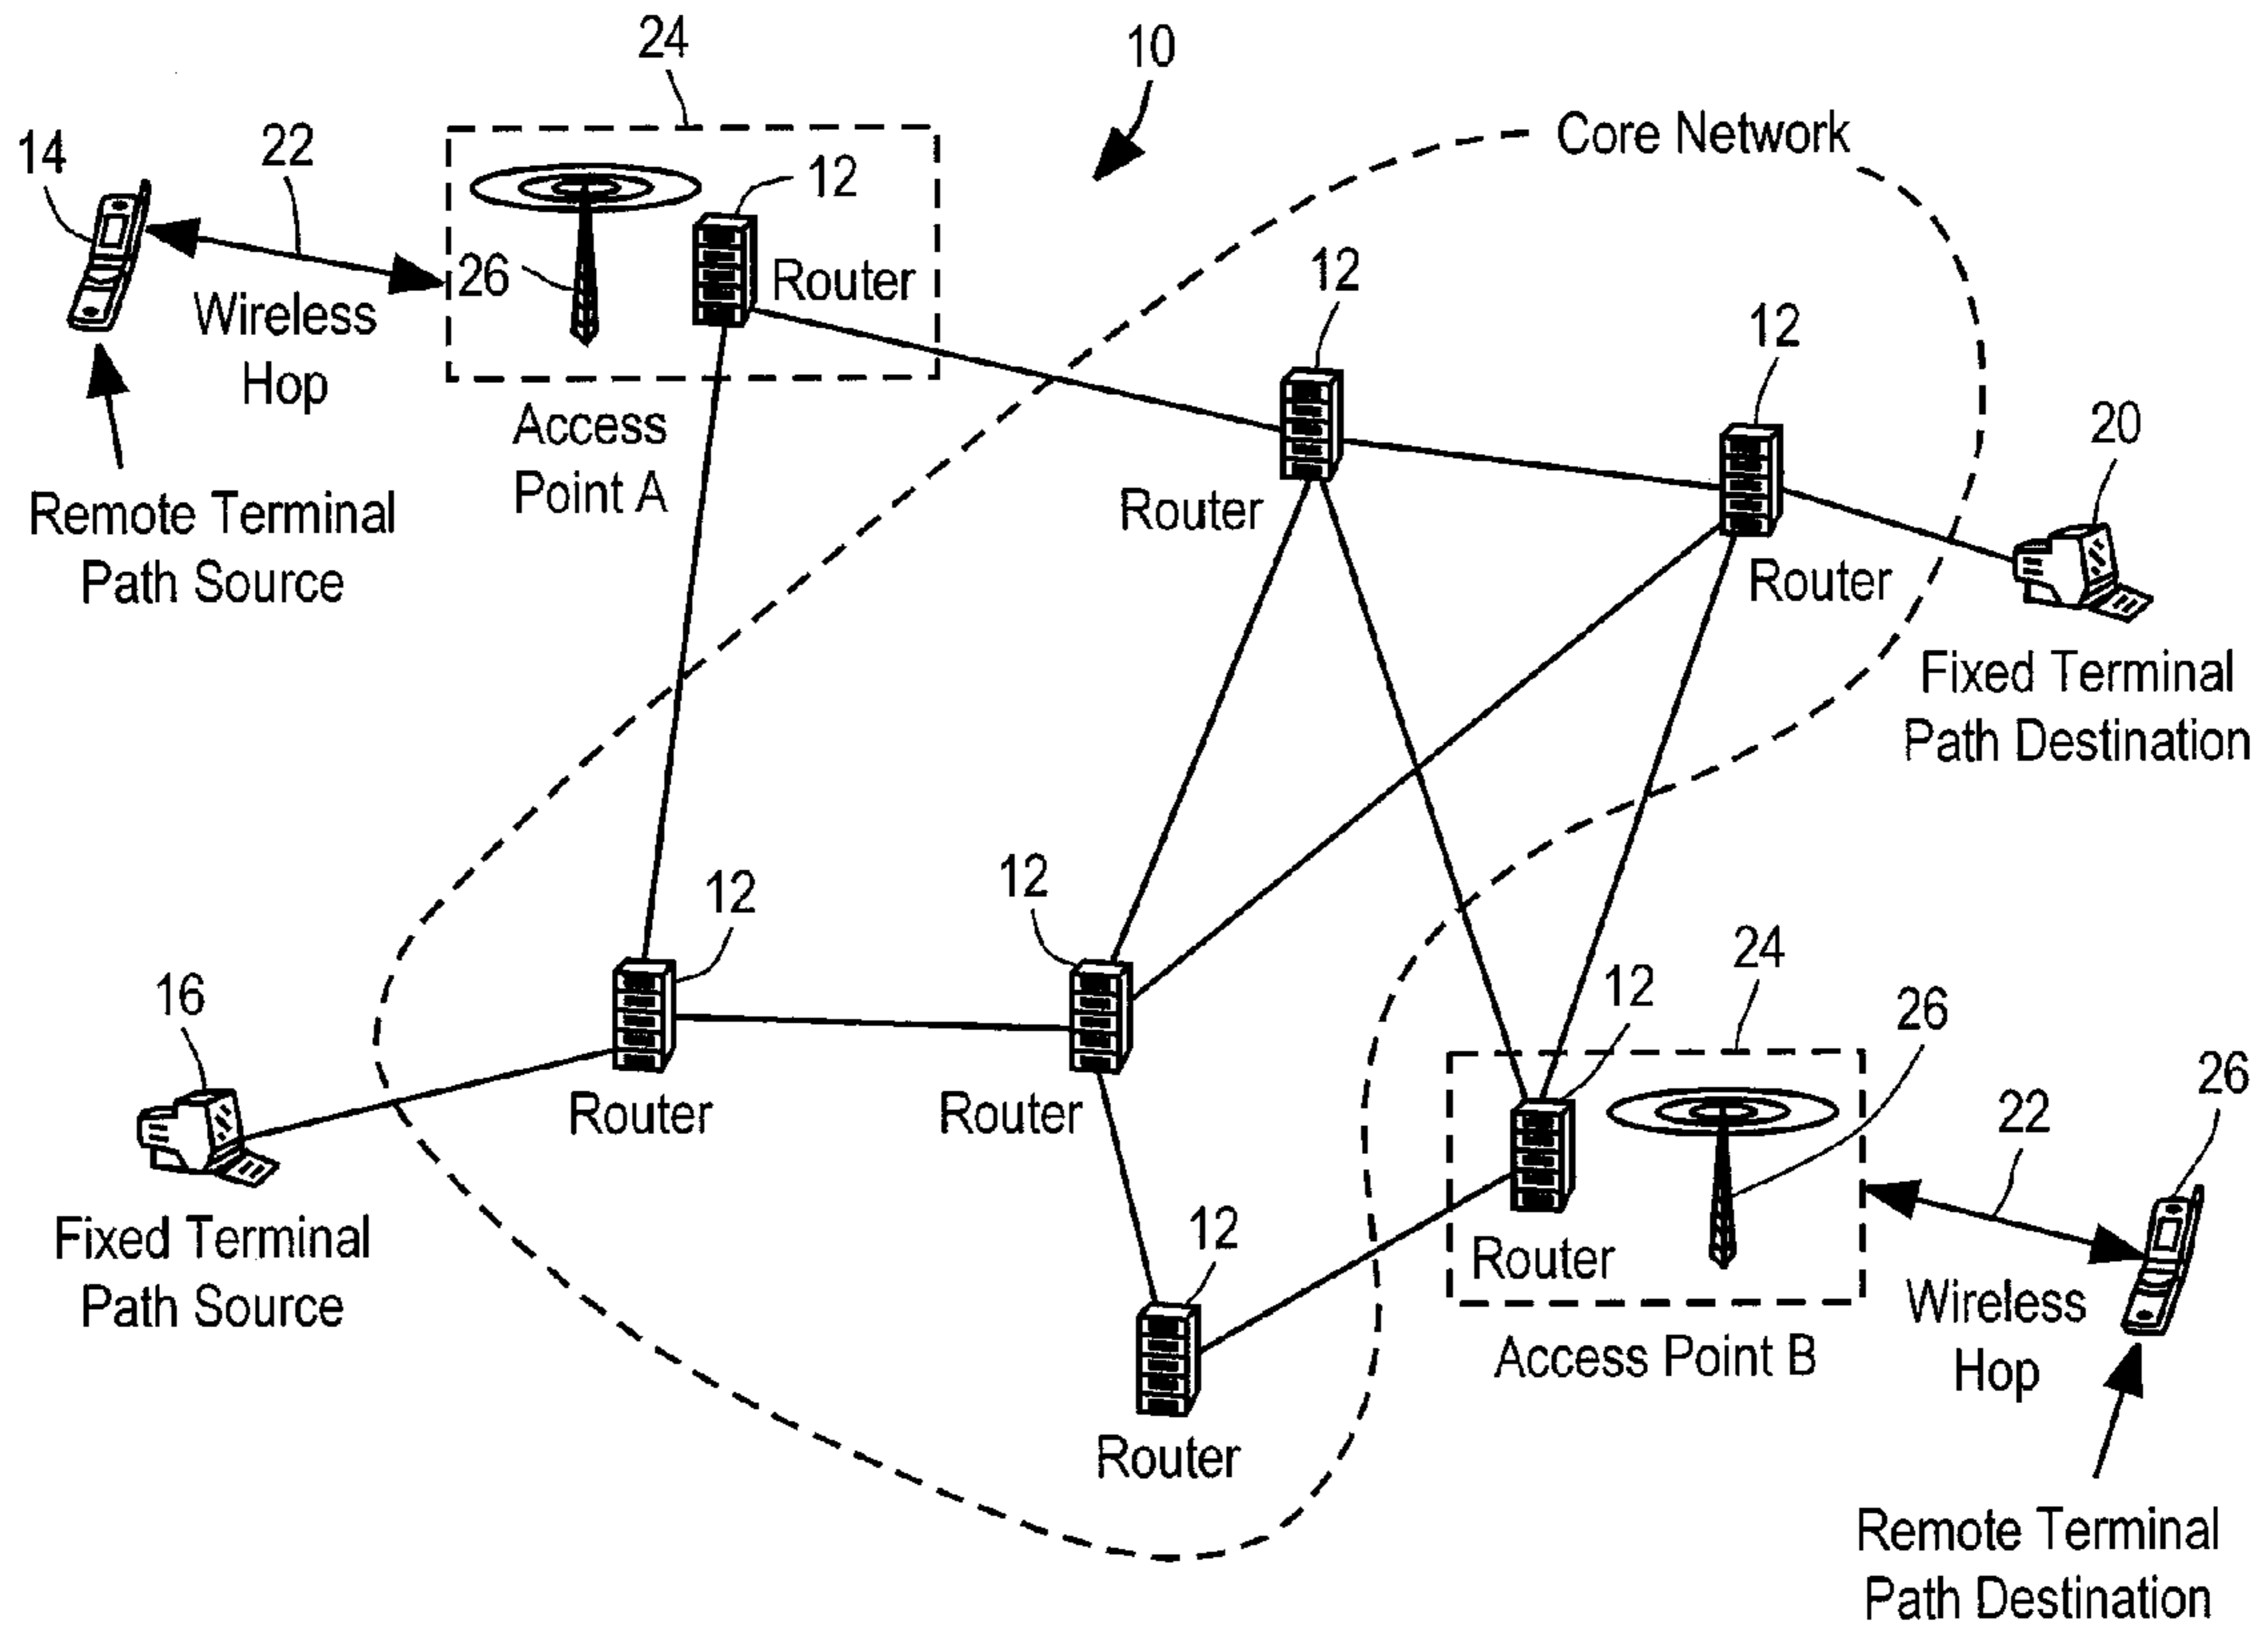 24
10
Core Network
14
22
12
26
Router
Wireless
Hop
12
12
Access
Point A
20
Remote Terminal
Path Source
Router
Router
Fixed Terminal
Path Destination
12
12
24
16
12
26
26
Router
Router
22
Fixed Terminal
Path Source
12
Router
Wireless
Hop
Access Point B
Router
Remote Terminal
Path Destination